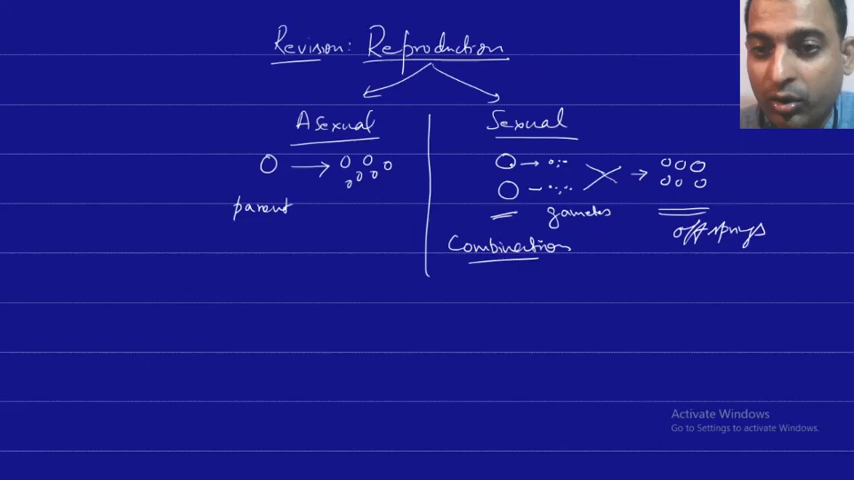 Revision: Reproduction
Asexual
Sexual
parent
gametes
offsprings
Combination
Activate Windows
Go to Settings to activate Windows.